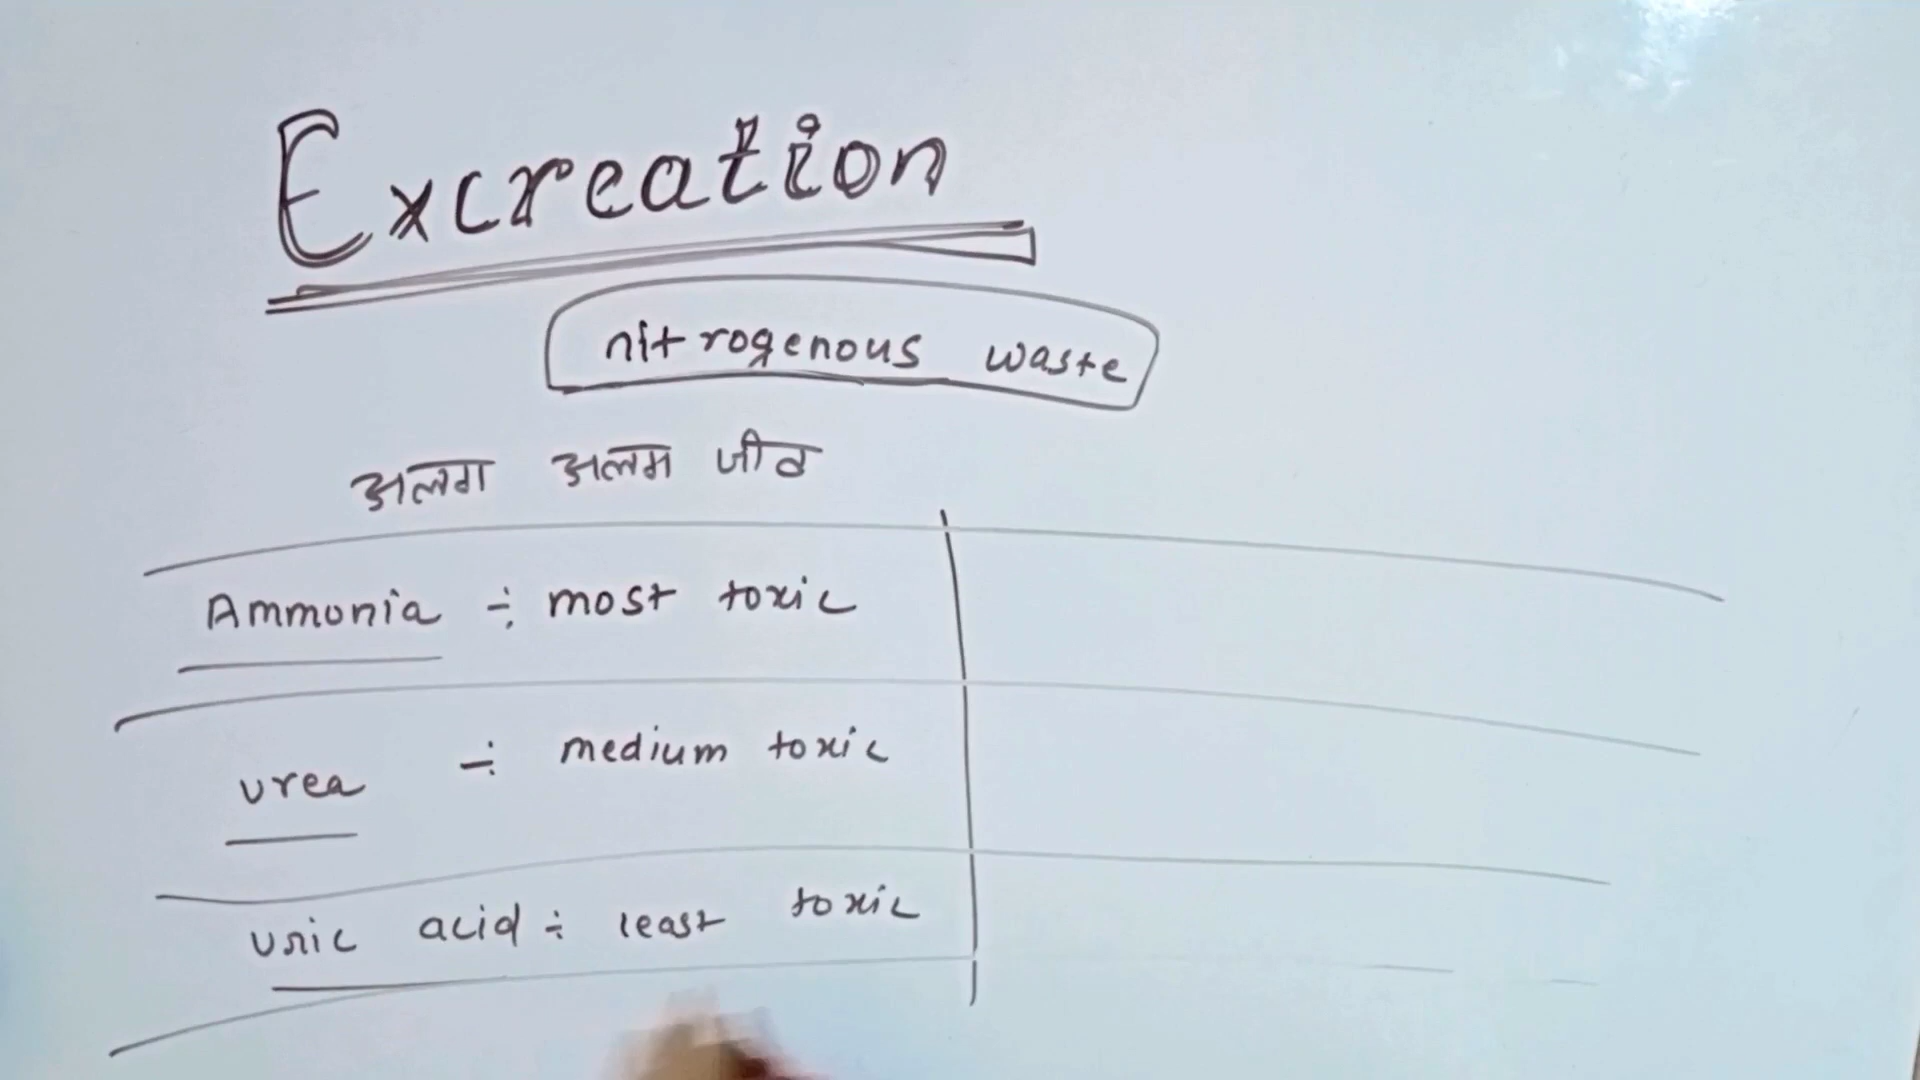 Excreation
nitrogenous waste
अलग अलग जीव
Ammonia ÷ most toxic
urea ÷ medium toxic
uric acid ÷ least toxic